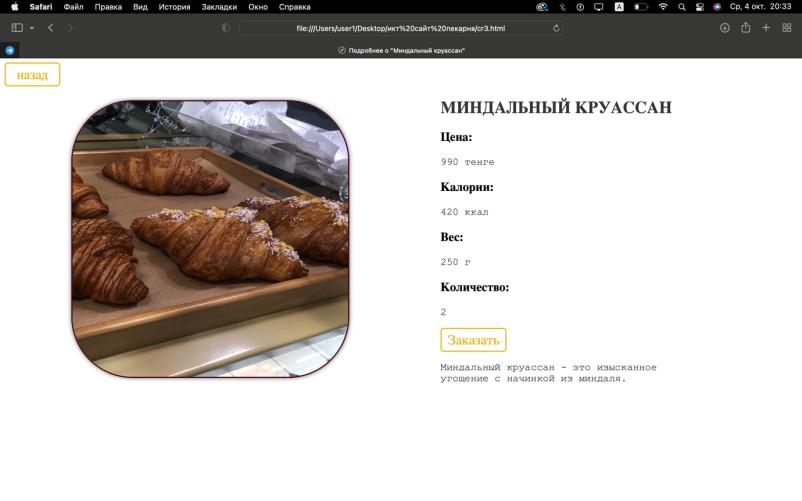 Safari Файл Правка Вид История Закладки Окно Справка A Ср, 4 окт. 20:33
file:///Users/user1/Desktop/икт%20сайт%20пекарня/cr3.html
Подробнее о "Миндальный круассан"
назад
МИНДАЛЬНЫЙ КРУАССАН
Цена:
990 тенге
Калории:
420 ккал
Вес:
250 г
Количество:
2
Заказать
Миндальный круассан - это изысканное
угощение с начинкой из миндаля.